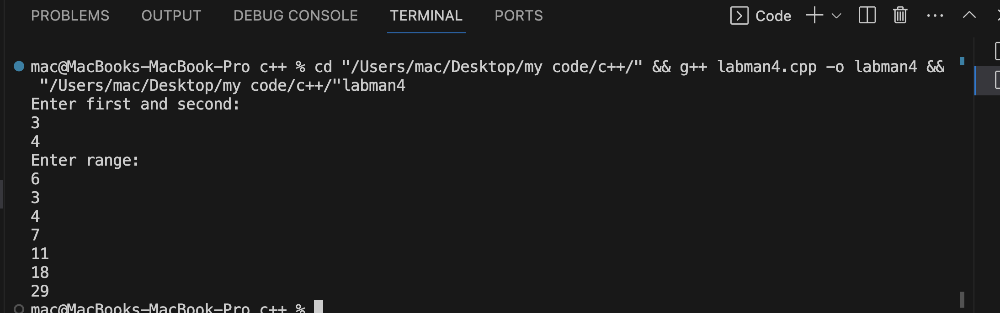 PROBLEMS OUTPUT DEBUG CONSOLE TERMINAL PORTS Code
mac@MacBooks-MacBook-Pro c++ % cd "/Users/mac/Desktop/my code/c++/" && g++ labman4.cpp -o labman4 &&
"/Users/mac/Desktop/my code/c++/"labman4
Enter first and second:
3
4
Enter range:
6
3
4
7
11
18
29
mac@MacBooks-MacBook-Pro c++ %